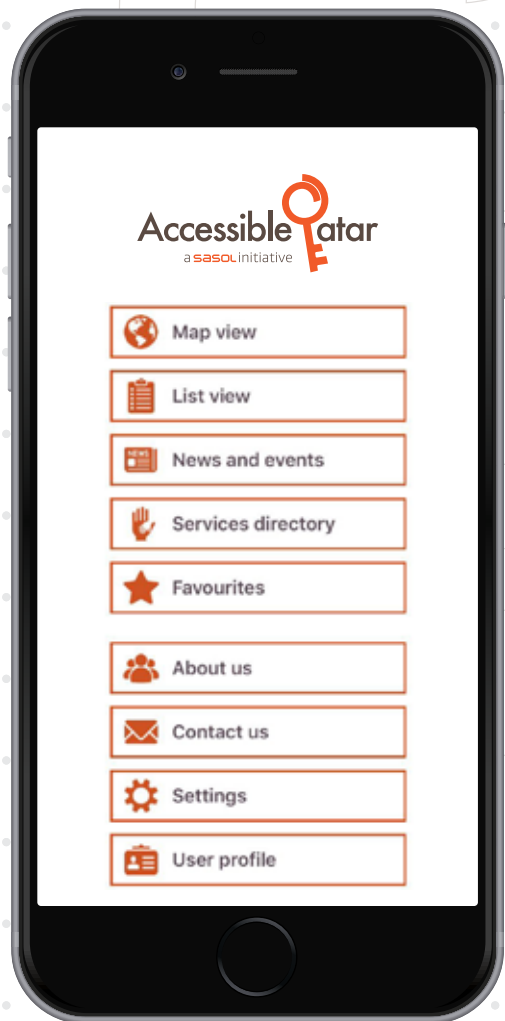 Accessible Qatar
a sasol initiative
Map view
NEWS
List view
News and events
Services directory
Favourites
About us
Contact us
Settings
User profile